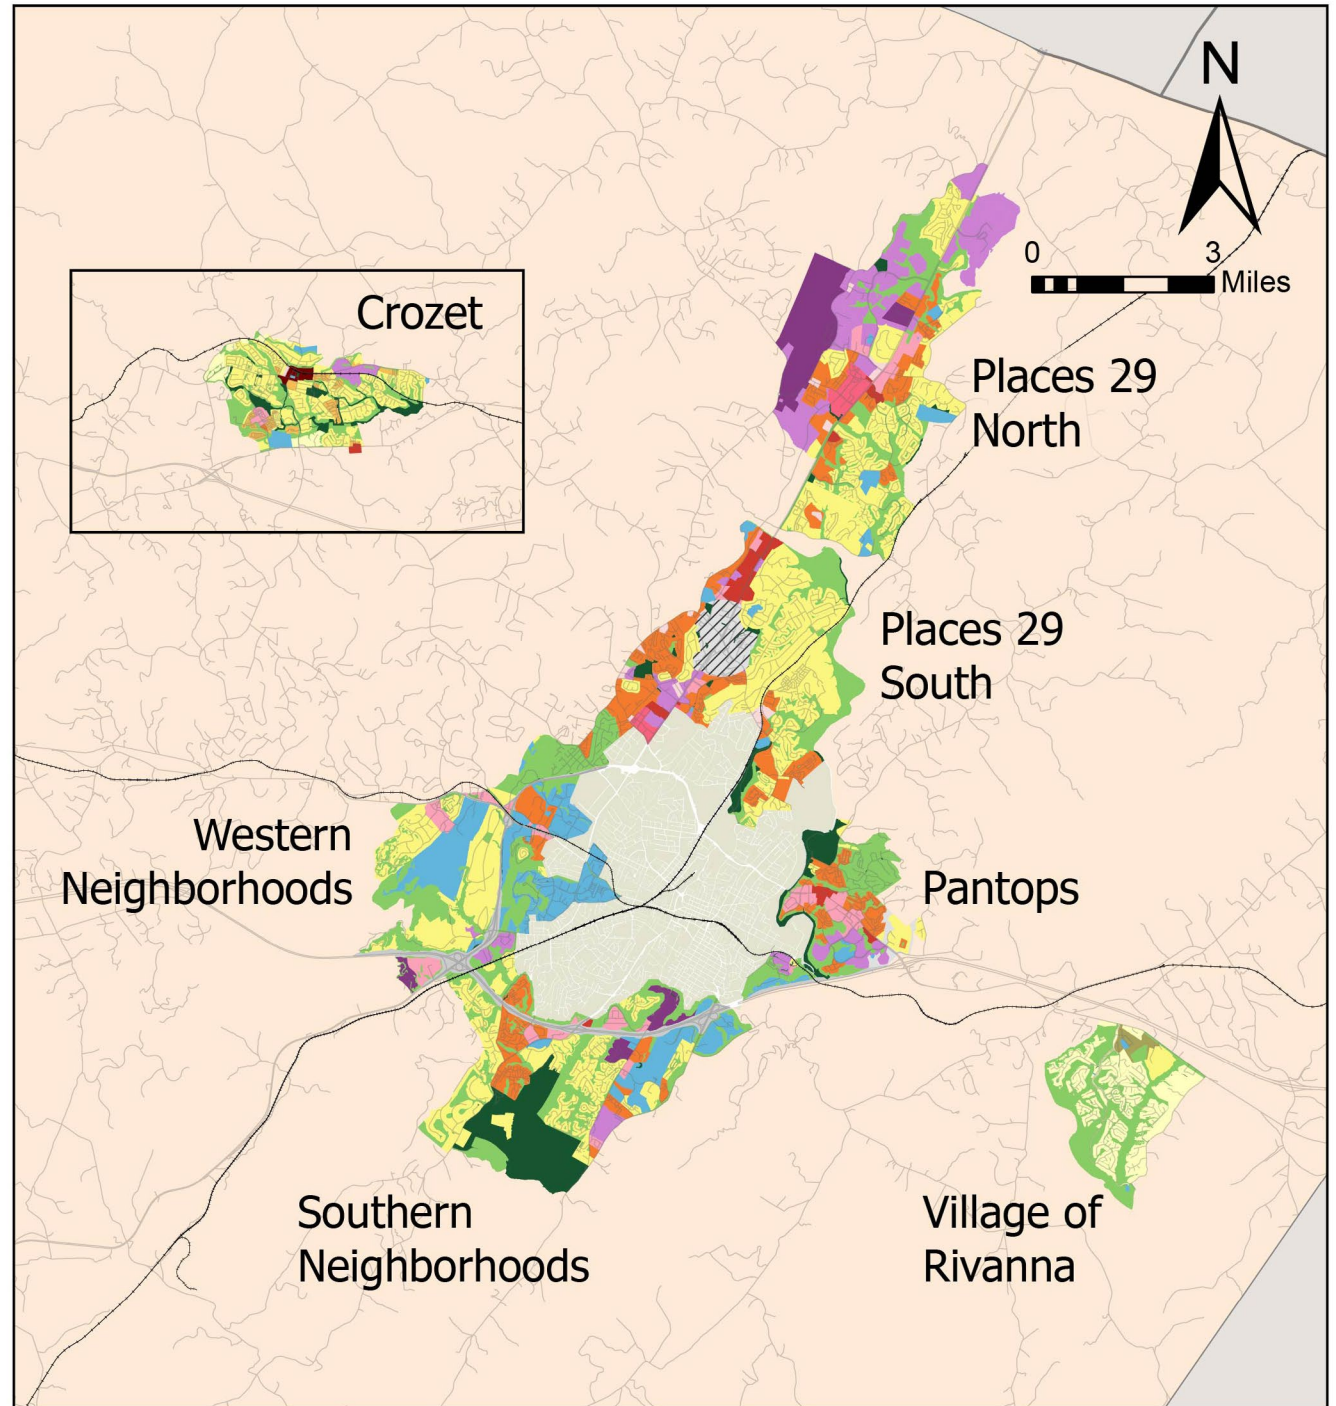 N
0 3
Miles
Crozet
Places 29
North
Places 29
South
Western
Neighborhoods
Pantops
Southern
Neighborhoods
Village of
Rivanna